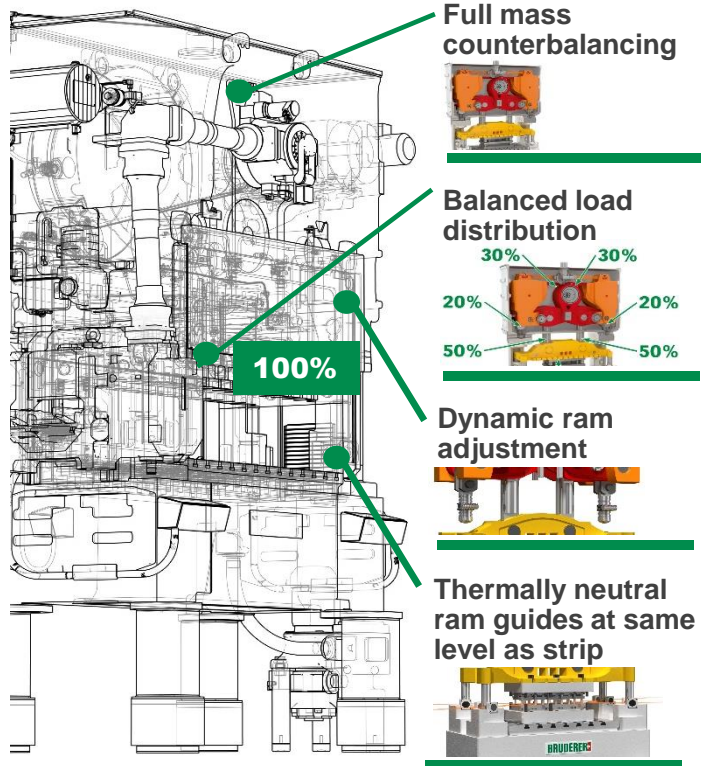 Full mass
counterbalancing
Balanced load
distribution
30% 30%
20% 20%
50% 50%
100%
Dynamic ram
adjustment
Thermally neutral
ram guides at same
level as strip
BRUDERER